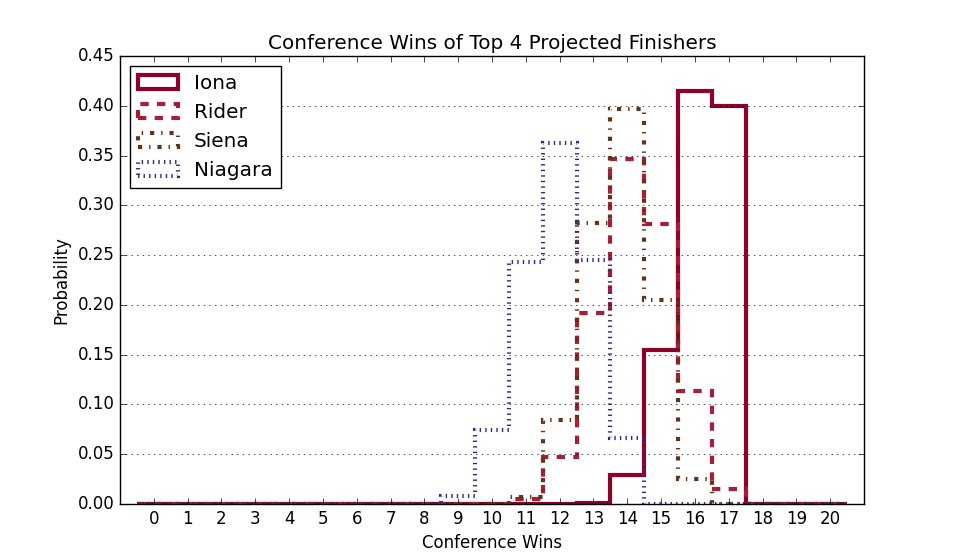 Conference Wins of Top 4 Projected Finishers
0.45
0.40
0.35
0.30
0.25
0.20
0.15
0.10
0.05
0.00
Probability
Iona
Rider
Siena
Niagara
0 1 2 3 4 5 6 7 8 9 10 11 12 13 14 15 16 17 18 19 20
Conference Wins